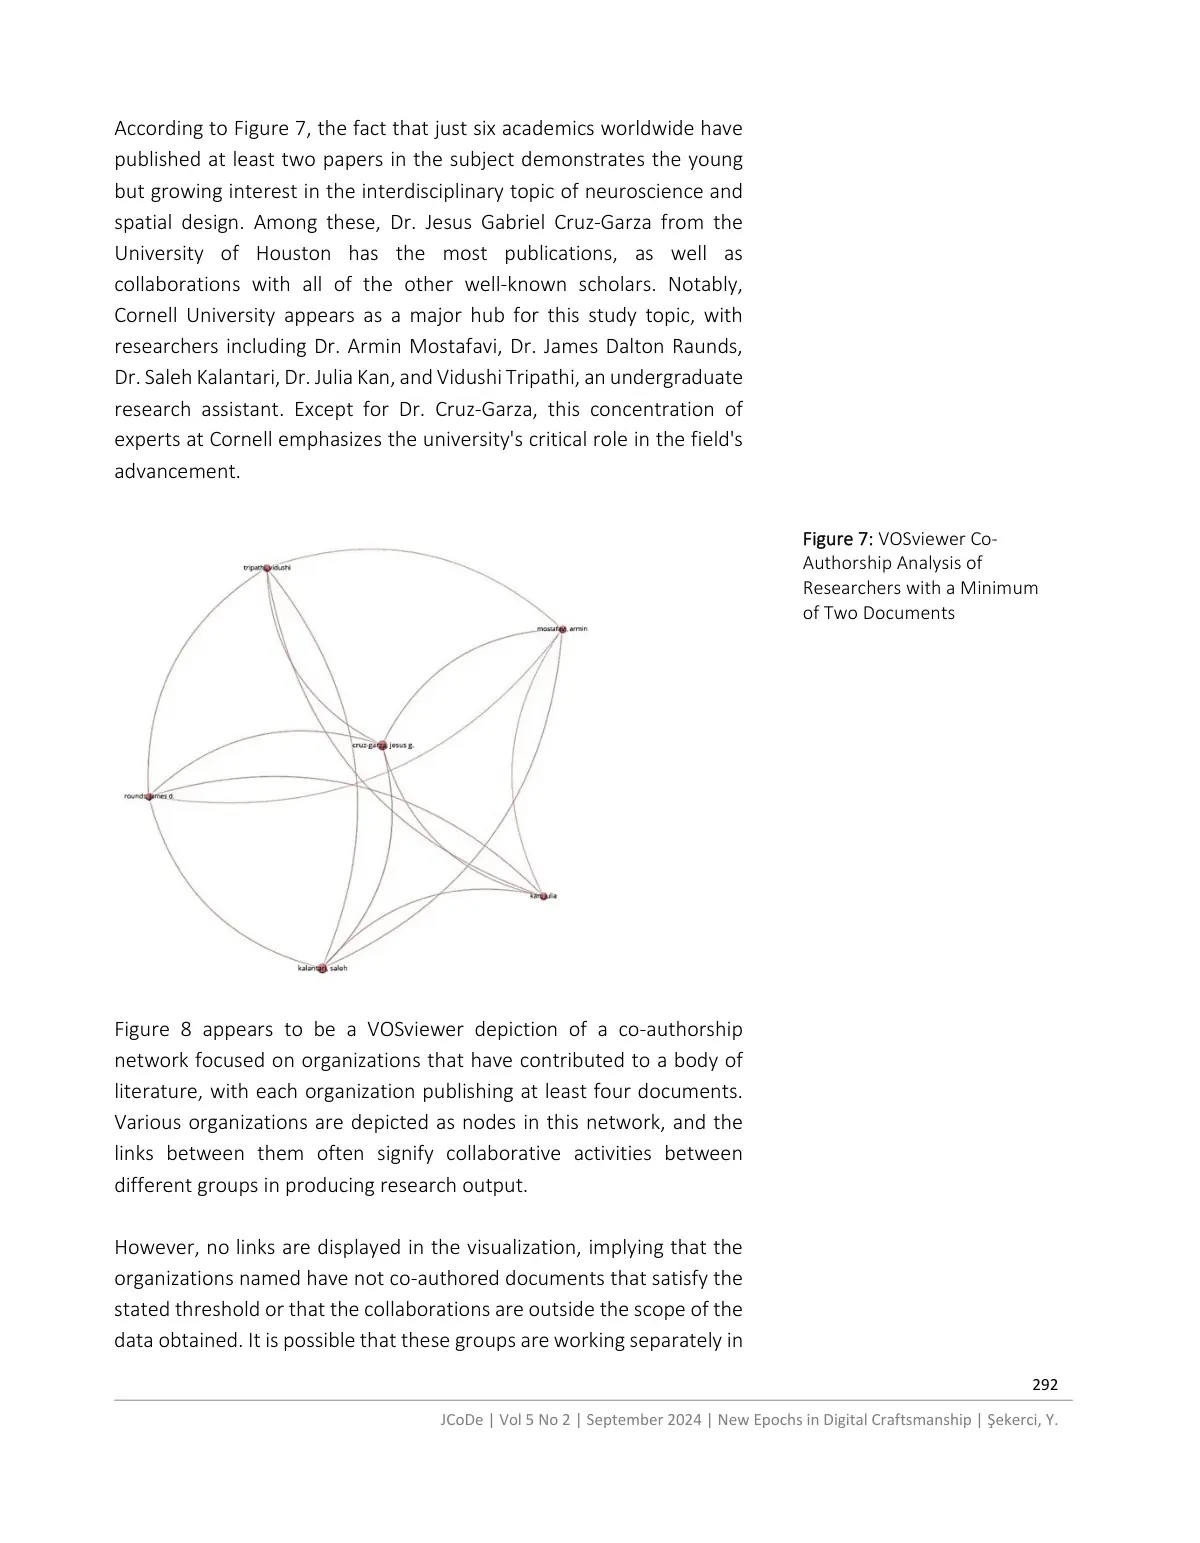 According to Figure 7, the fact that just six academics worldwide have
published at least two papers in the subject demonstrates the young
but growing interest in the interdisciplinary topic of neuroscience and
spatial design. Among these, Dr. Jesus Gabriel Cruz-Garza from the
University of Houston has the most publications, as well as
collaborations with all of the other well-known scholars. Notably,
Cornell University appears as a major hub for this study topic, with
researchers including Dr. Armin Mostafavi, Dr. James Dalton Raunds,
Dr. Saleh Kalantari, Dr. Julia Kan, and Vidushi Tripathi, an undergraduate
research assistant. Except for Dr. Cruz-Garza, this concentration of
experts at Cornell emphasizes the university's critical role in the field's
advancement.
Figure 7: VOSviewer Co-
Authorship Analysis of
Researchers with a Minimum
of Two Documents
tripathi, vidushi
mostafavi, armin
cruz-garza, jesus g.
rounds, james d.
kan, julia
kalantari, saleh
Figure 8 appears to be a VOSviewer depiction of a co-authorship
network focused on organizations that have contributed to a body of
literature, with each organization publishing at least four documents.
Various organizations are depicted as nodes in this network, and the
links between them often signify collaborative activities between
different groups in producing research output.
However, no links are displayed in the visualization, implying that the
organizations named have not co-authored documents that satisfy the
stated threshold or that the collaborations are outside the scope of the
data obtained. It is possible that these groups are working separately in
292
JCoDe | Vol 5 No 2 | September 2024 | New Epochs in Digital Craftsmanship | Şekerci, Y.